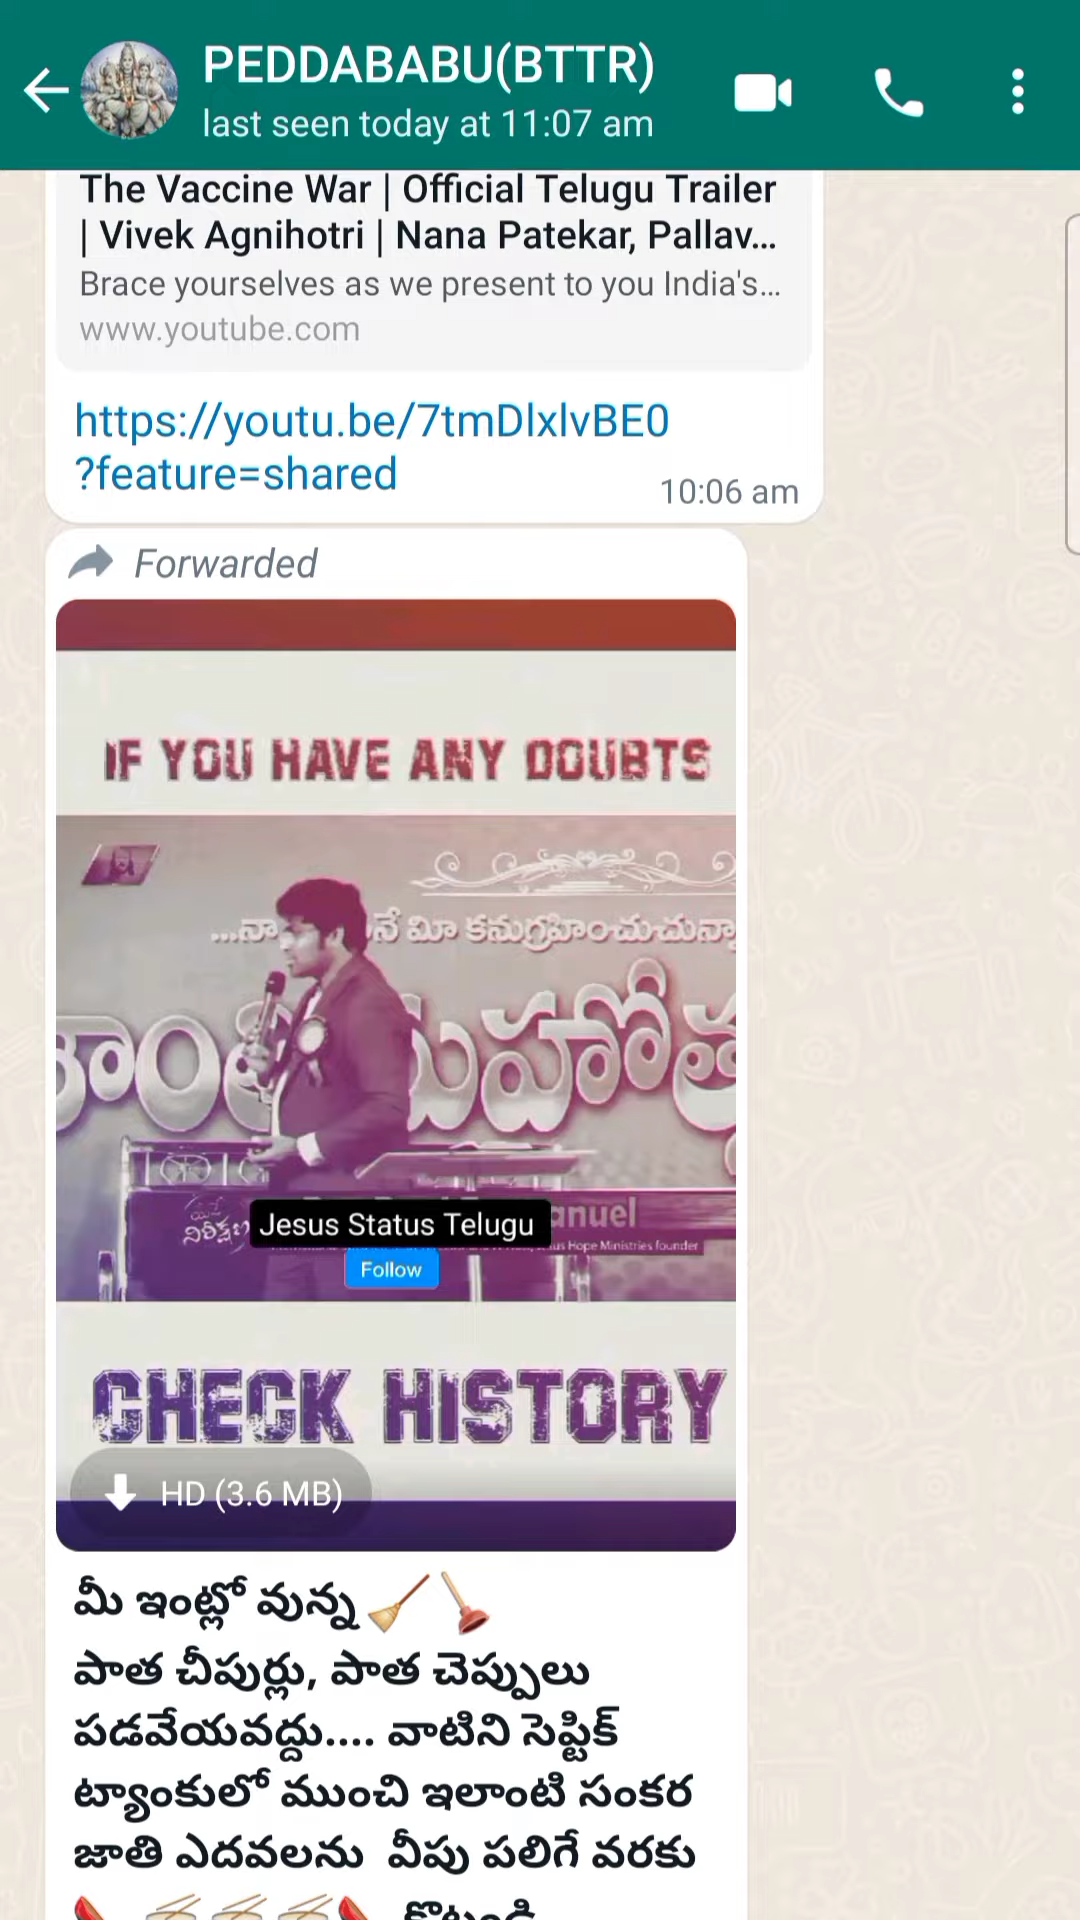 PEDDABABU(BTTR)
last seen today at 11:07 am
The Vaccine War | Official Telugu Trailer
| Vivek Agnihotri | Nana Patekar, Pallav...
Brace yourselves as we present to you India's...
www.youtube.com
https://youtu.be/7tmDlxlvBE0
?feature=shared
10:06 am
Forwarded
IF YOU HAVE ANY DOUBTS
...నా నే మీ కనుగ్రహించుచున్నా
మహోత
Jesus Status Telugu
anuel
Hope Ministries founder
Follow
CHECK HISTORY
HD (3.6 MB)
మీ ఇంట్లో వున్న
పాత చీపుర్లు, పాత చెప్పులు
పడవేయవద్దు.... వాటిని సెప్టిక్
ట్యాంకులో ముంచి ఇలాంటి సంకర
జాతి ఎదవలను వీపు పలిగే వరకు